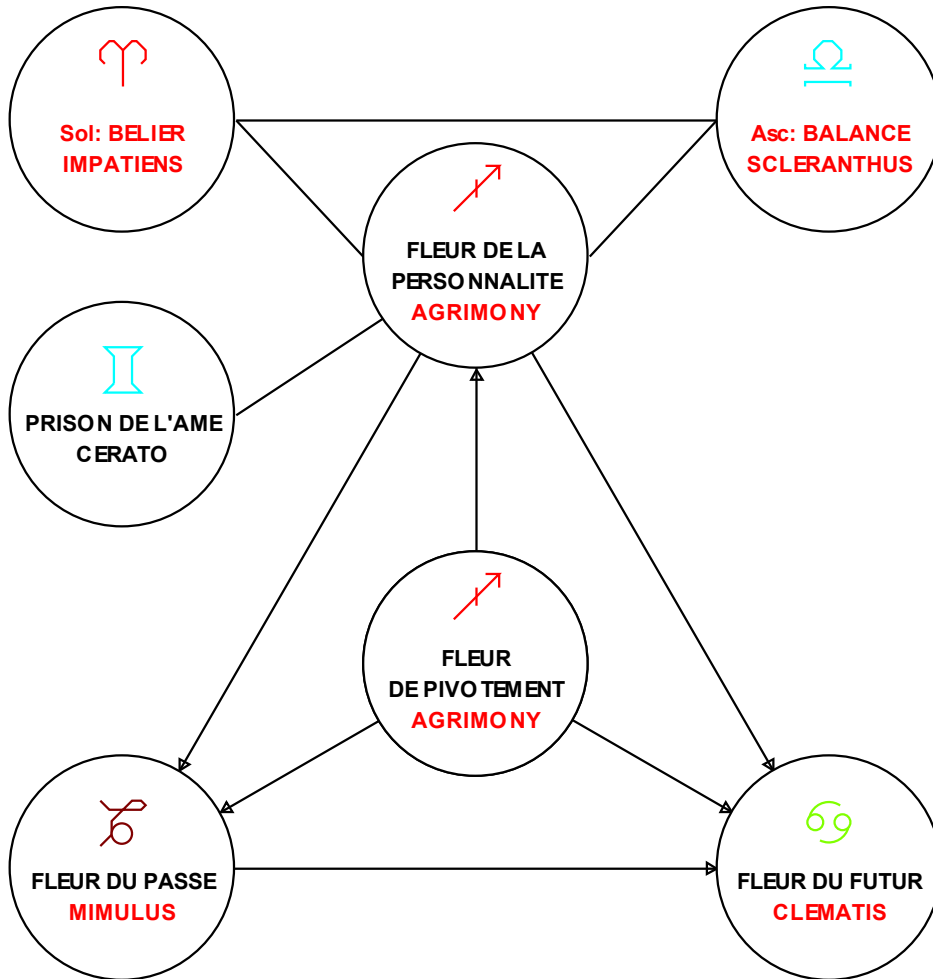 Sol: BELIER
IMPATIENS
Asc: BALANCE
SCLERANTHUS
FLEUR DE LA
PERSONNALITE
AGRIMONY
PRISON DE L'AME
CERATO
FLEUR
DE PIVOTEMENT
AGRIMONY
FLEUR DU PASSE
MIMULUS
FLEUR DU FUTUR
CLEMATIS